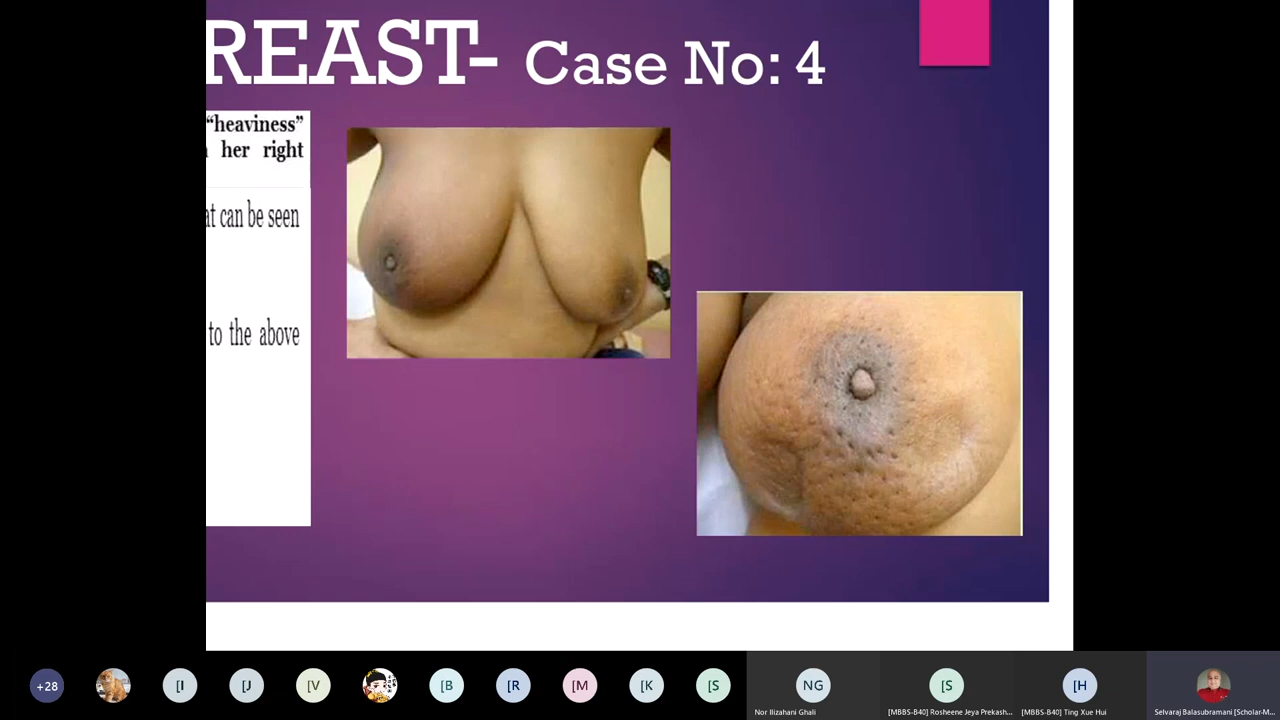 REAST- Case No: 4
“heaviness”
her right
at can be seen
to the above
+28
[I
[J
[V
[B
[R
[M
[K
[S
NG
[S
[H
Nor Ilizahani Ghali
[MBBS-B40] Rosheene Jeya Prekash...
[MBBS-B40] Ting Xue Hui
Selvaraj Balasubramani [Scholar-M...